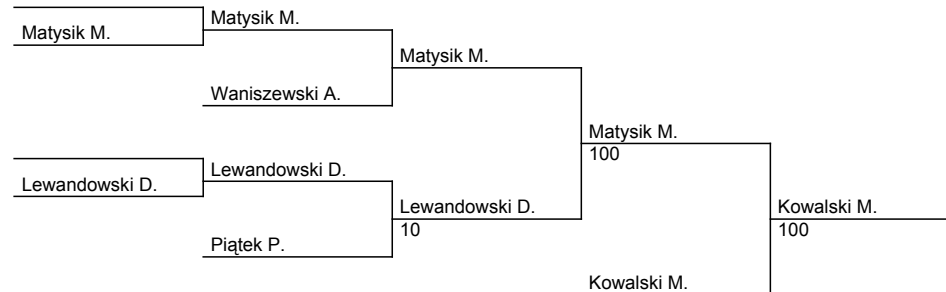 Matysik M.
Matysik M.
Matysik M.
Waniszewski A.
Matysik M.
100
Lewandowski D.
Lewandowski D.
Lewandowski D.
10
Kowalski M.
100
Piątek P.
Kowalski M.